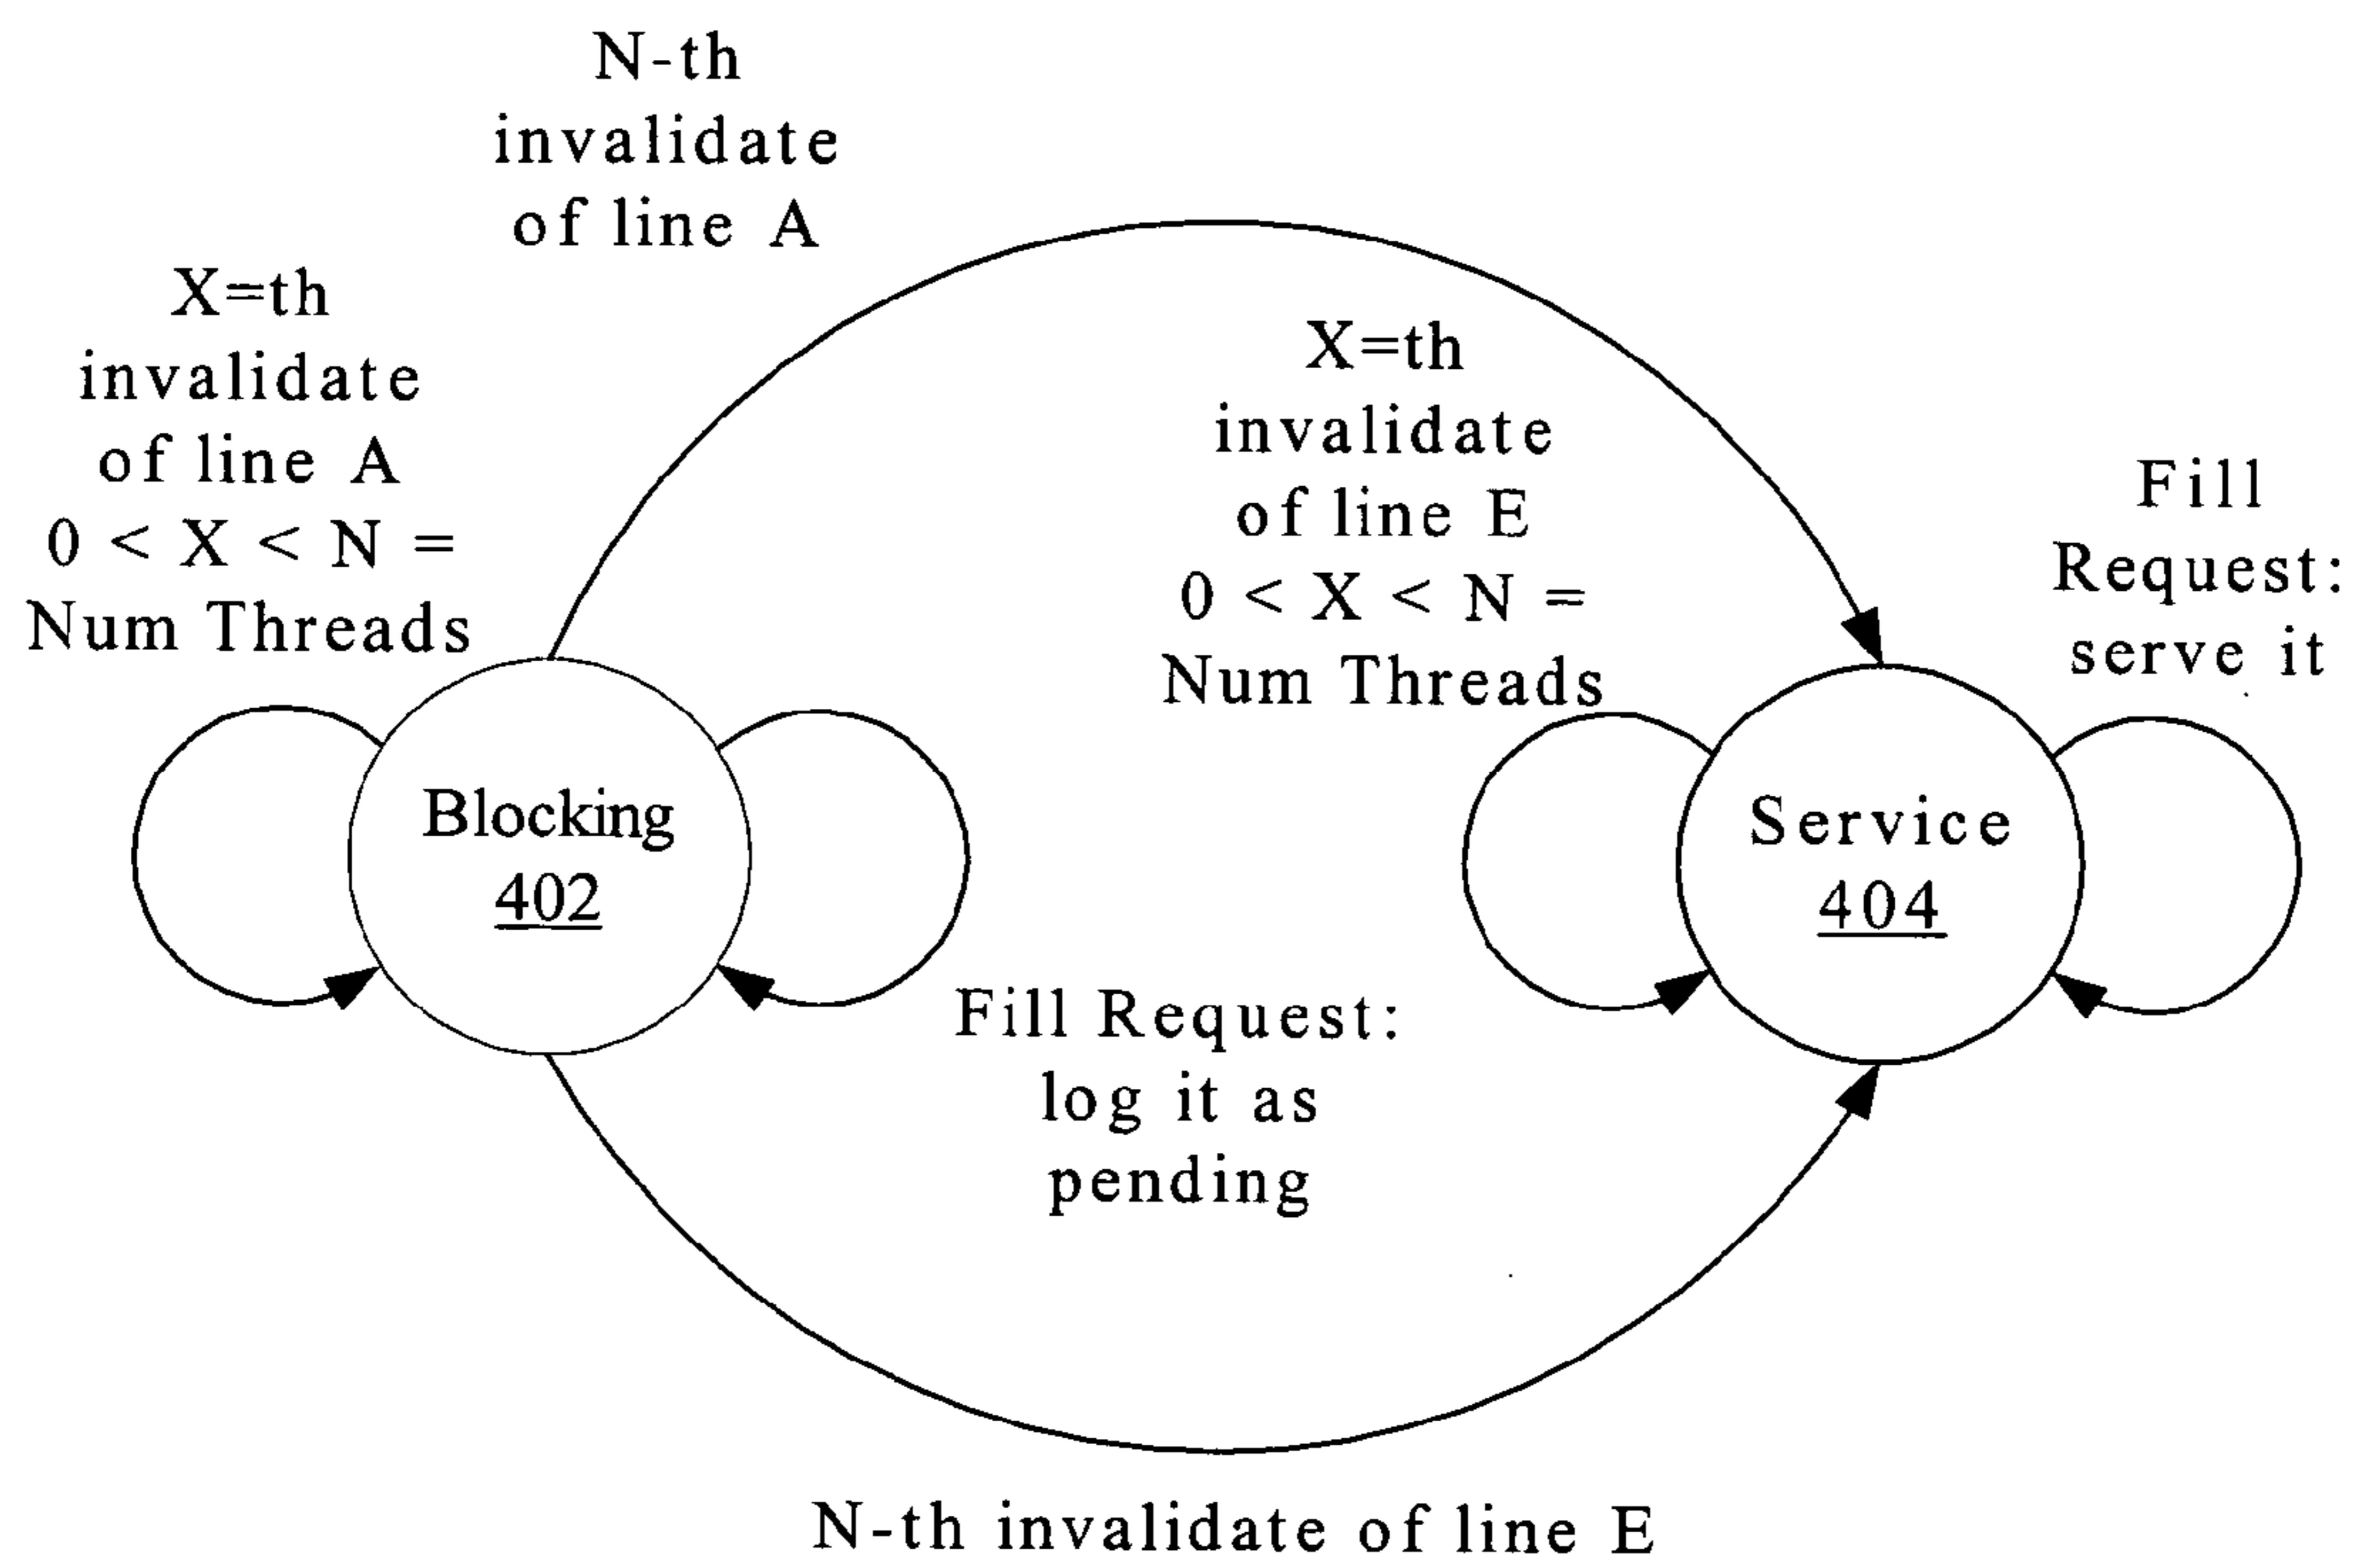 N-th
invalidate
of line A
X=th
invalidate
of line A
0 < X < N =
Num Threads
X=th
invalidate
of line E
0 < X < N =
Num Threads
Fill
Request:
serve it
Blocking
402
Service
404
Fill Request:
log it as
pending
N-th invalidate of line E